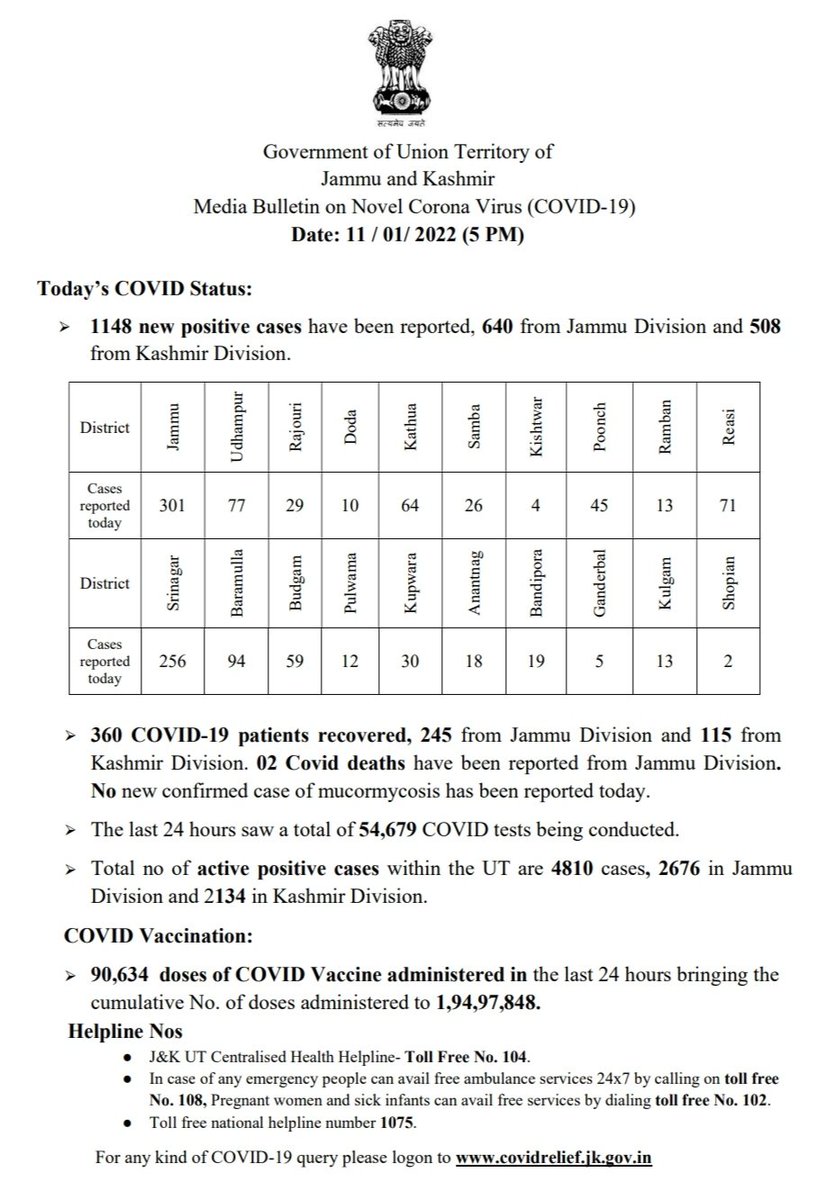 सत्यमेव जयते
Government of Union Territory of
Jammu and Kashmir
Media Bulletin on Novel Corona Virus (COVID-19)
Date: 11 / 01/ 2022 (5 PM)
Today’s COVID Status:
➢ 1148 new positive cases have been reported, 640 from Jammu Division and 508
from Kashmir Division.
District Jammu Udhampur Rajouri Doda Kathua Samba Kishtwar Poonch Ramban Reasi
Cases
reported
today
301 77 29 10 64 26 4 45 13 71
District Srinagar Baramulla Budgam Pulwama Kupwara Anantnag Bandipora Ganderbal Kulgam Shopian
Cases
reported
today
256 94 59 12 30 18 19 5 13 2
➢ 360 COVID-19 patients recovered, 245 from Jammu Division and 115 from
Kashmir Division. 02 Covid deaths have been reported from Jammu Division.
No new confirmed case of mucormycosis has been reported today.
➢ The last 24 hours saw a total of 54,679 COVID tests being conducted.
➢ Total no of active positive cases within the UT are 4810 cases, 2676 in Jammu
Division and 2134 in Kashmir Division.
COVID Vaccination:
➢ 90,634 doses of COVID Vaccine administered in the last 24 hours bringing the
cumulative No. of doses administered to 1,94,97,848.
Helpline Nos
● J&K UT Centralised Health Helpline- Toll Free No. 104.
● In case of any emergency people can avail free ambulance services 24x7 by calling on toll free
No. 108, Pregnant women and sick infants can avail free services by dialing toll free No. 102.
● Toll free national helpline number 1075.
For any kind of COVID-19 query please logon to www.covidrelief.jk.gov.in